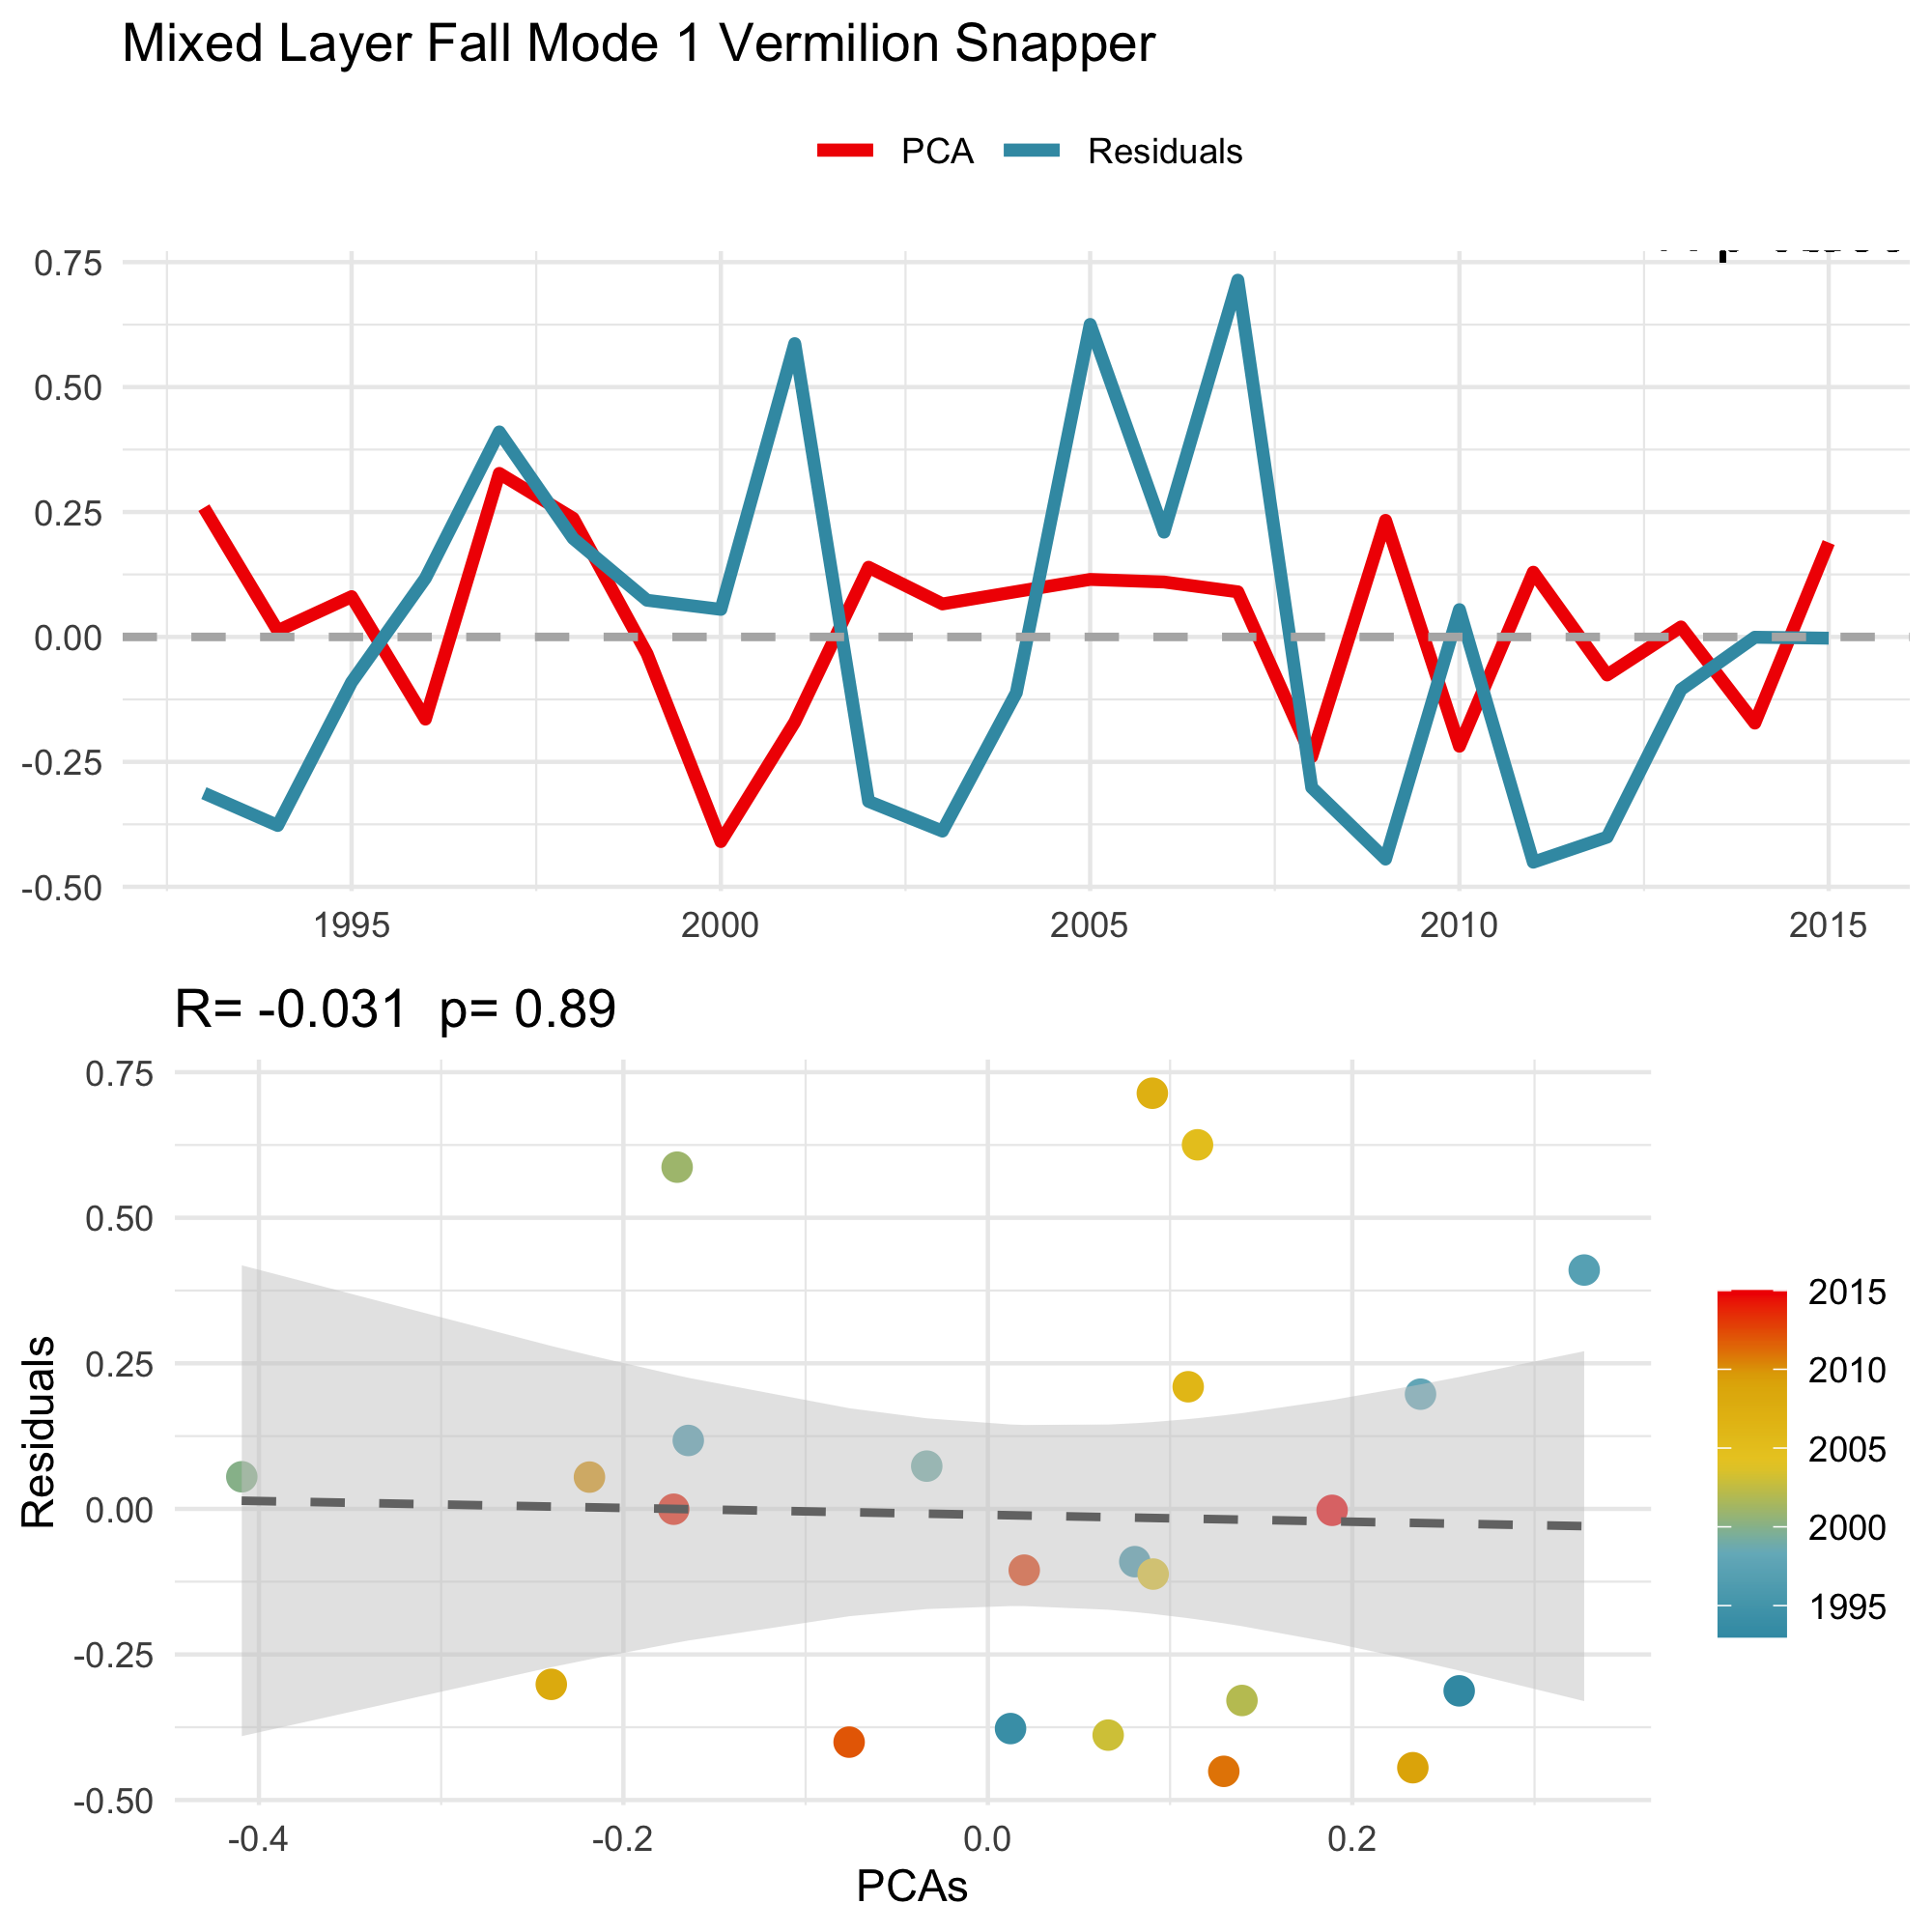 Mixed Layer Fall Mode 1 Vermilion Snapper
PCA Residuals
0.75
0.50
0.25
0.00
-0.25
-0.50
1995 2000 2005 2010 2015
R= -0.031 p= 0.89
0.75
0.50
0.25
0.00
-0.25
-0.50
Residuals
-0.4 -0.2 0.0 0.2
PCAs
2015
2010
2005
2000
1995